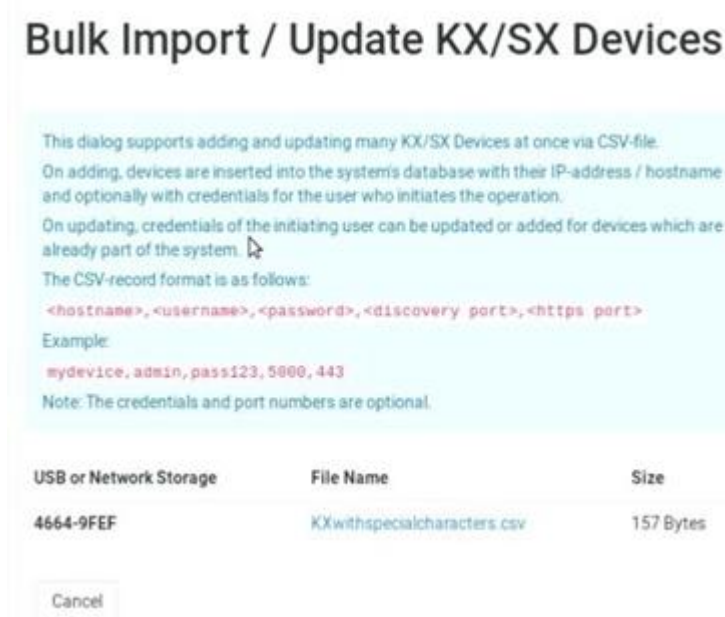 Bulk Import / Update KX/SX Devices
This dialog supports adding and updating many KX/SX Devices at once via CSV-file.
On adding, devices are inserted into the system's database with their IP-address / hostname
and optionally with credentials for the user who initiates the operation.
On updating, credentials of the initiating user can be updated or added for devices which are
already part of the system.
The CSV-record format is as follows:
<hostname>,<username>,<password>,<discovery port>,<https port>
Example:
mydevice,admin,pass123,5000,443
Note: The credentials and port numbers are optional.
USB or Network Storage File Name Size
4664-9FEF KXwithspecialcharacters.csv 157 Bytes
Cancel